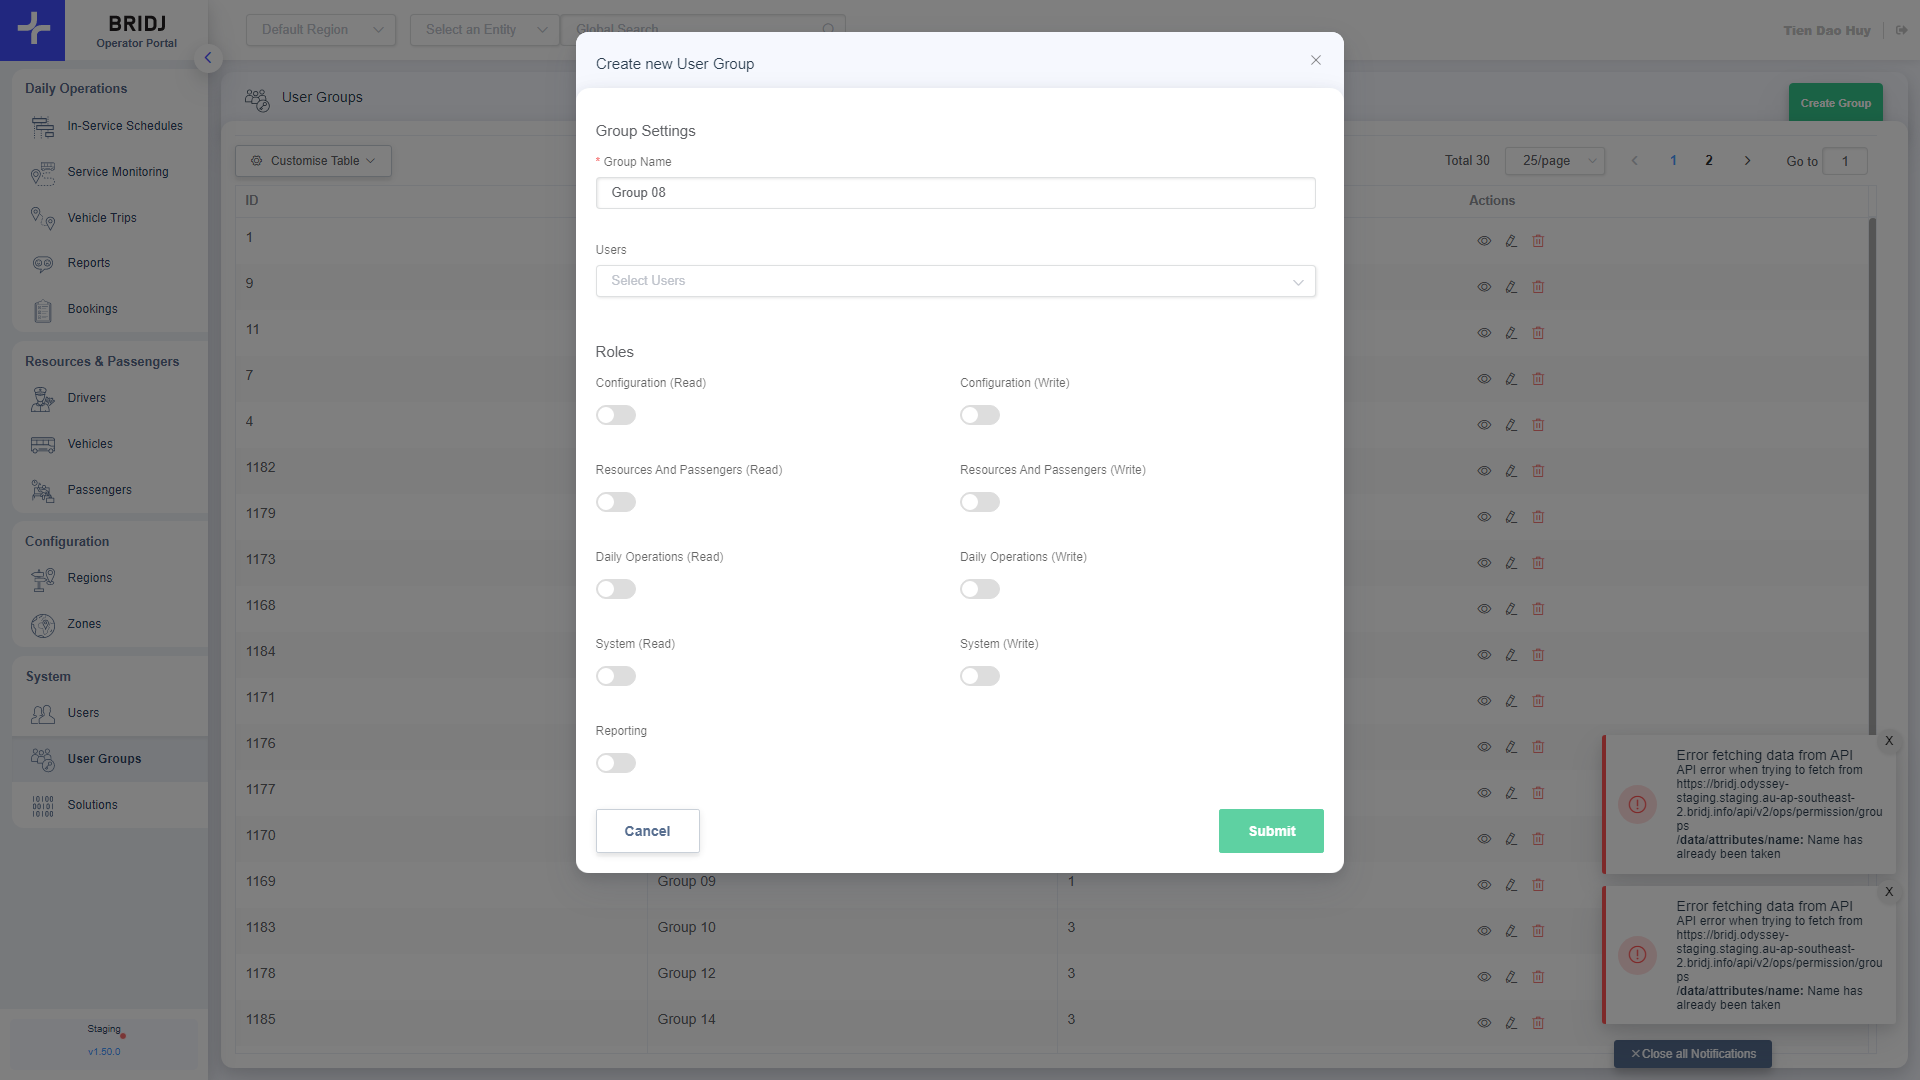 BRIDJ
Operator Portal
Default Region
Select an Entity
Global Search
Tien Dao Huy
Daily Operations
In-Service Schedules
Service Monitoring
Vehicle Trips
Reports
Bookings
Resources & Passengers
Drivers
Vehicles
Passengers
Configuration
Regions
Zones
System
Users
User Groups
Solutions
Staging
v1.50.0
User Groups
Create Group
Customise Table
Total 30
25/page
1
2
Go to
1
ID
Actions
1
9
11
7
4
1182
1179
1173
1168
1184
1171
1176
1177
1170
1169
Group 09
1
1183
Group 10
3
1178
Group 12
3
1185
Group 14
3
Create new User Group
Group Settings
* Group Name
Group 08
Users
Select Users
Roles
Configuration (Read)
Configuration (Write)
Resources And Passengers (Read)
Resources And Passengers (Write)
Daily Operations (Read)
Daily Operations (Write)
System (Read)
System (Write)
Reporting
Cancel
Submit
X
Error fetching data from API
API error when trying to fetch from
https://bridj.odyssey-
staging.staging.au-ap-southeast-
2.bridj.info/api/v2/ops/permission/grou
ps
/data/attributes/name: Name has
already been taken
X
Error fetching data from API
API error when trying to fetch from
https://bridj.odyssey-
staging.staging.au-ap-southeast-
2.bridj.info/api/v2/ops/permission/grou
ps
/data/attributes/name: Name has
already been taken
Close all Notifications